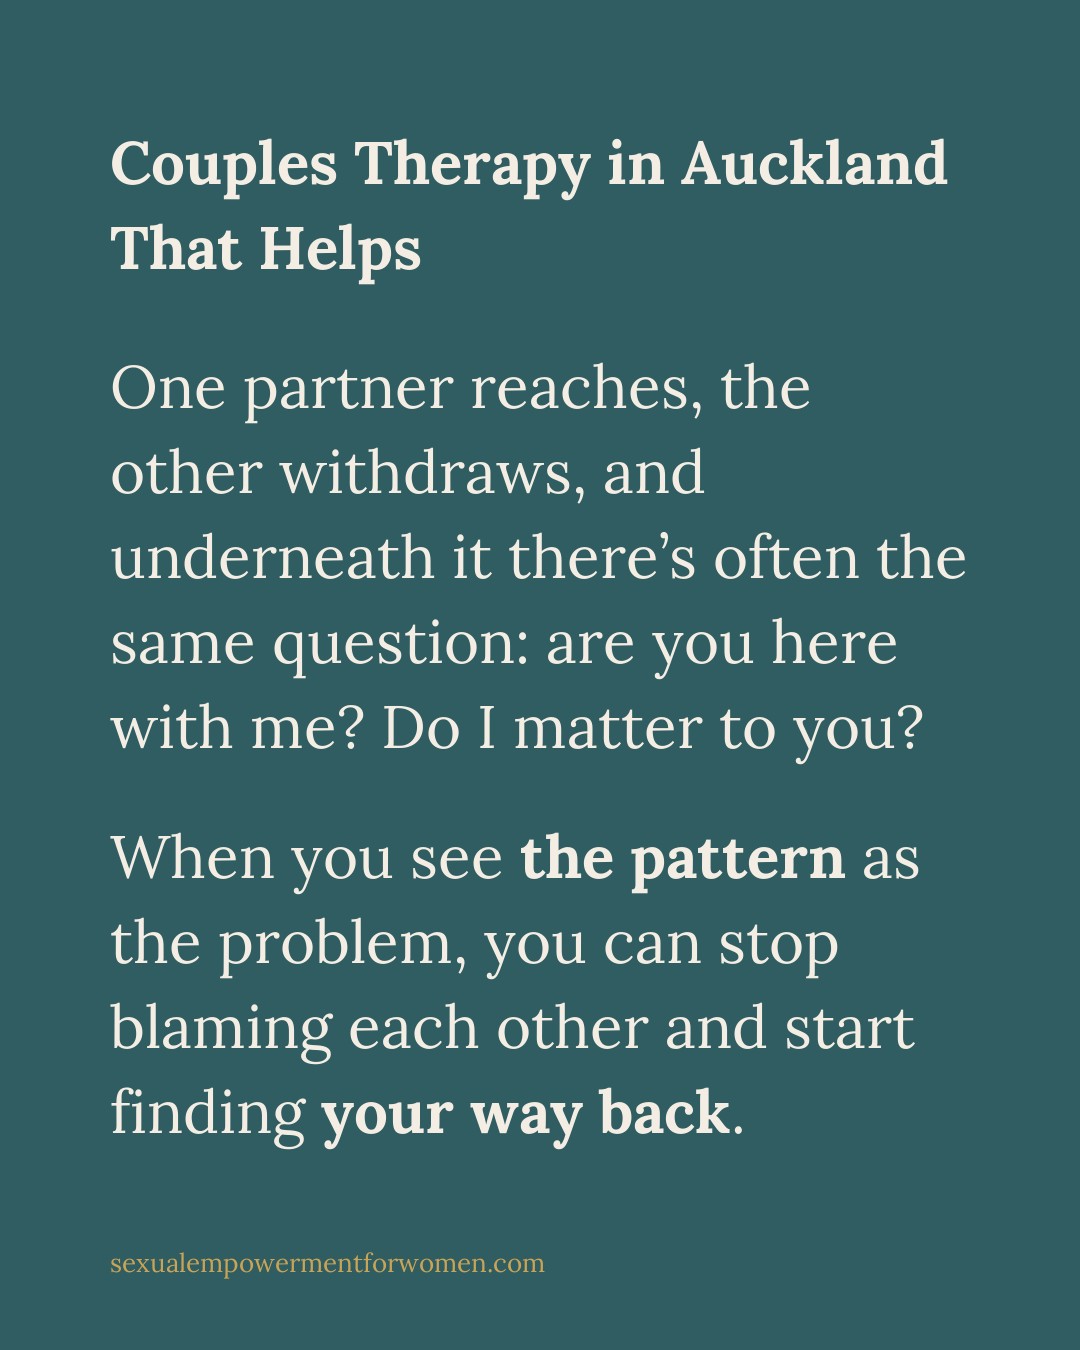 Couples Therapy in Auckland
That Helps
One partner reaches, the
other withdraws, and
underneath it there’s often the
same question: are you here
with me? Do I matter to you?
When you see the pattern as
the problem, you can stop
blaming each other and start
finding your way back.
sexualempowermentforwomen.com